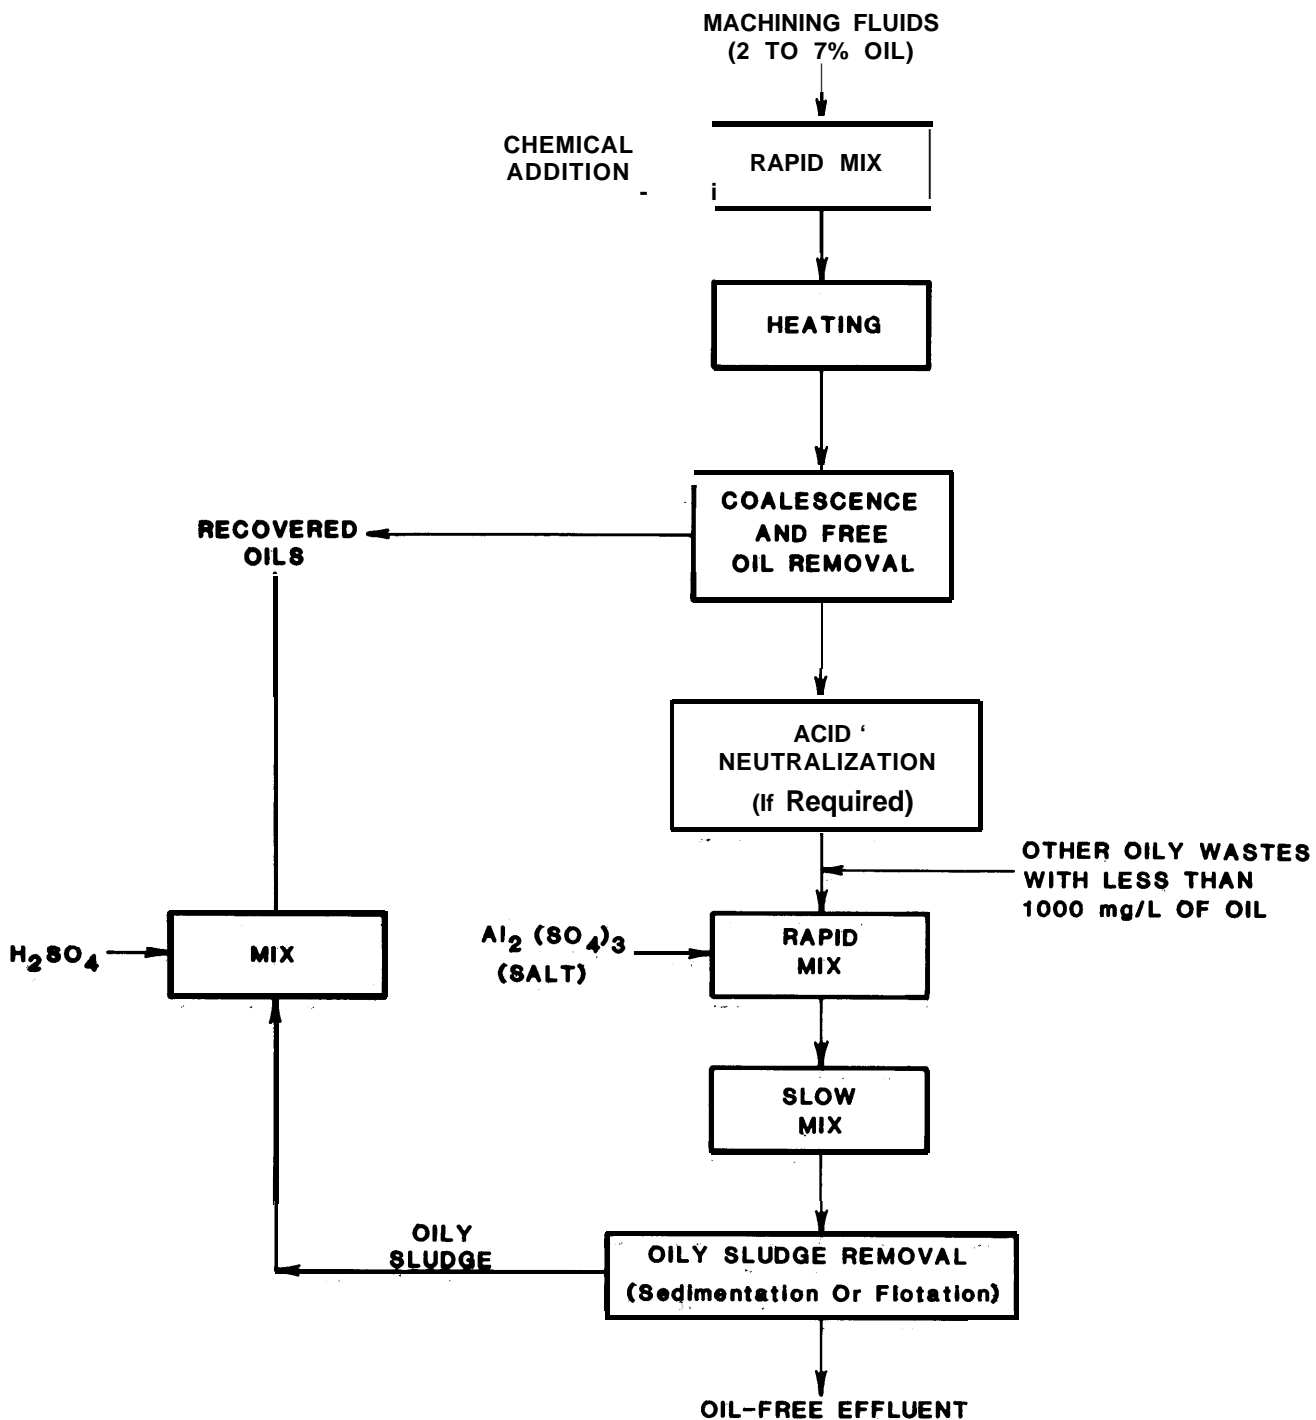 MACHINING FLUIDS
(2 TO 7% OIL)
CHEMICAL
ADDITION
RAPID MIX
HEATING
COALESCENCE
AND FREE
OIL REMOVAL
RECOVERED
OILS
ACID ‘
NEUTRALIZATION
(If Required)
OTHER OILY WASTES
WITH LESS THAN
1000 mg/L OF OIL
H₂SO₄
MIX
Al₂ (SO₄)₃
(SALT)
RAPID
MIX
SLOW
MIX
OILY
SLUDGE
OILY SLUDGE REMOVAL
(Sedimentation Or Flotation)
OIL-FREE EFFLUENT